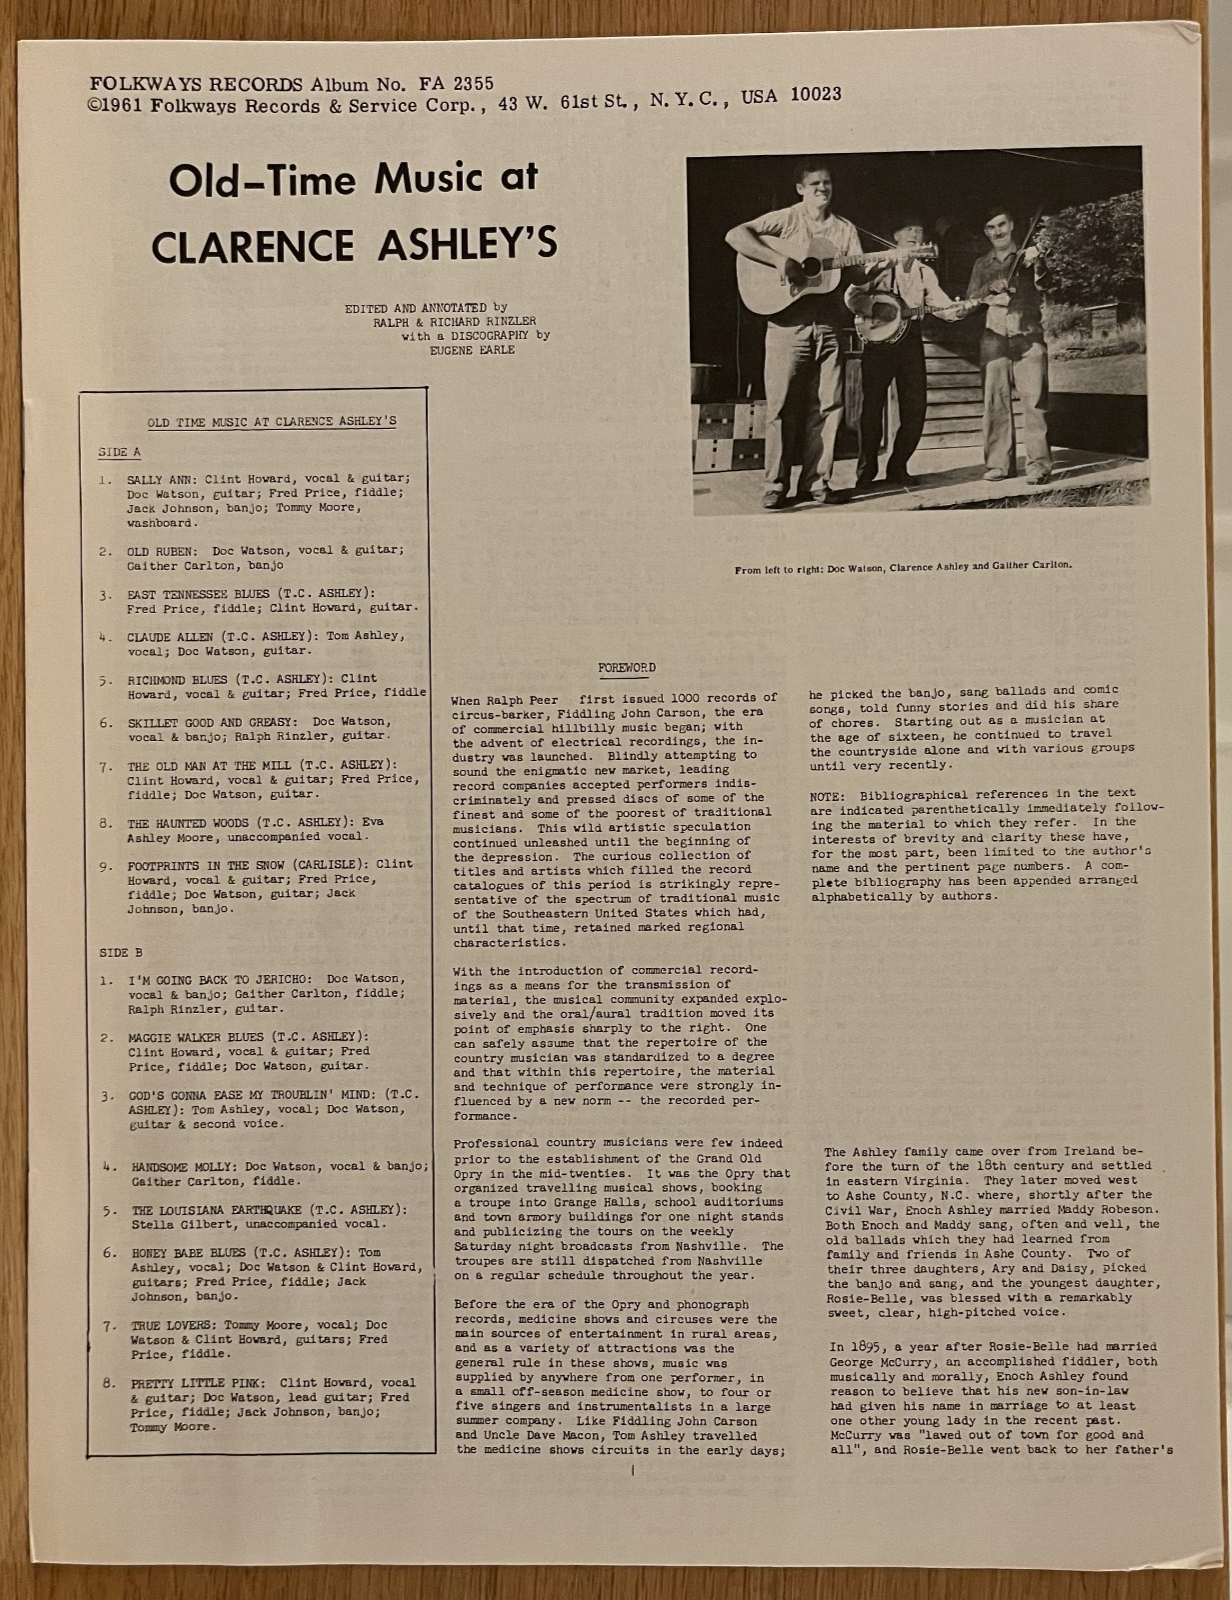 FOLKWAYS RECORDS Album No. FA 2355
©1961 Folkways Records & Service Corp., 43 W. 61st St., N.Y.C., USA 10023
Old-Time Music at
CLARENCE ASHLEY'S
EDITED AND ANNOTATED by
RALPH & RICHARD RINZLER
with a DISCOGRAPHY by
EUGENE EARLE
OLD TIME MUSIC AT CLARENCE ASHLEY'S
SIDE A
1. SALLY ANN: Clint Howard, vocal & guitar;
Doc Watson, guitar; Fred Price, fiddle;
Jack Johnson, banjo; Tommy Moore,
washboard.
2. OLD RUBEN: Doc Watson, vocal & guitar;
Gaither Carlton, banjo
3. EAST TENNESSEE BLUES (T.C. ASHLEY):
Fred Price, fiddle; Clint Howard, guitar.
4. CLAUDE ALLEN (T.C. ASHLEY): Tom Ashley,
vocal; Doc Watson, guitar.
5. RICHMOND BLUES (T.C. ASHLEY): Clint
Howard, vocal & guitar; Fred Price, fiddle
6. SKILLET GOOD AND GREASY: Doc Watson,
vocal & banjo; Ralph Rinzler, guitar.
7. THE OLD MAN AT THE MILL (T.C. ASHLEY):
Clint Howard, vocal & guitar; Fred Price,
fiddle; Doc Watson, guitar.
8. THE HAUNTED WOODS (T.C. ASHLEY): Eva
Ashley Moore, unaccompanied vocal.
9. FOOTPRINTS IN THE SNOW (CARLISLE): Clint
Howard, vocal & guitar; Fred Price,
fiddle; Doc Watson, guitar; Jack
Johnson, banjo.
SIDE B
1. I'M GOING BACK TO JERICHO: Doc Watson,
vocal & banjo; Gaither Carlton, fiddle;
Ralph Rinzler, guitar.
2. MAGGIE WALKER BLUES (T.C. ASHLEY):
Clint Howard, vocal & guitar; Fred
Price, fiddle; Doc Watson, guitar.
3. GOD'S GONNA EASE MY TROUBLIN' MIND: (T.C.
ASHLEY): Tom Ashley, vocal; Doc Watson,
guitar & second voice.
4. HANDSOME MOLLY: Doc Watson, vocal & banjo;
Gaither Carlton, fiddle.
5. THE LOUISIANA EARTHQUAKE (T.C. ASHLEY):
Stella Gilbert, unaccompanied vocal.
6. HONEY BABE BLUES (T.C. ASHLEY): Tom
Ashley, vocal; Doc Watson & Clint Howard,
guitars; Fred Price, fiddle; Jack
Johnson, banjo.
7. TRUE LOVERS: Tommy Moore, vocal; Doc
Watson & Clint Howard, guitars; Fred
Price, fiddle.
8. PRETTY LITTLE PINK: Clint Howard, vocal
& guitar; Doc Watson, lead guitar; Fred
Price, fiddle; Jack Johnson, banjo;
Tommy Moore.
From left to right: Doc Watson, Clarence Ashley and Gaither Carlton.
FOREWORD
When Ralph Peer first issued 1000 records of
circus-barker, Fiddling John Carson, the era
of commercial hillbilly music began; with
the advent of electrical recordings, the in-
dustry was launched. Blindly attempting to
sound the enigmatic new market, leading
record companies accepted performers indis-
criminately and pressed discs of some of the
finest and some of the poorest of traditional
musicians. This wild artistic speculation
continued unleashed until the beginning of
the depression. The curious collection of
titles and artists which filled the record
catalogues of this period is strikingly repre-
sentative of the spectrum of traditional music
of the Southeastern United States which had,
until that time, retained marked regional
characteristics.
With the introduction of commercial record-
ings as a means for the transmission of
material, the musical community expanded explo-
sively and the oral/aural tradition moved its
point of emphasis sharply to the right. One
can safely assume that the repertoire of the
country musician was standardized to a degree
and that within this repertoire, the material
and technique of performance were strongly in-
fluenced by a new norm -- the recorded per-
formance.
Professional country musicians were few indeed
prior to the establishment of the Grand Old
Opry in the mid-twenties. It was the Opry that
organized travelling musical shows, booking
a troupe into Grange Halls, school auditoriums
and town armory buildings for one night stands
and publicizing the tours on the weekly
Saturday night broadcasts from Nashville. The
troupes are still dispatched from Nashville
on a regular schedule throughout the year.
Before the era of the Opry and phonograph
records, medicine shows and circuses were the
main sources of entertainment in rural areas,
and as a variety of attractions was the
general rule in these shows, music was
supplied by anywhere from one performer, in
a small off-season medicine show, to four or
five singers and instrumentalists in a large
summer company. Like Fiddling John Carson
and Uncle Dave Macon, Tom Ashley travelled
the medicine shows circuits in the early days;
he picked the banjo, sang ballads and comic
songs, told funny stories and did his share
of chores. Starting out as a musician at
the age of sixteen, he continued to travel
the countryside alone and with various groups
until very recently.
NOTE: Bibliographical references in the text
are indicated parenthetically immediately follow-
ing the material to which they refer. In the
interests of brevity and clarity these have,
for the most part, been limited to the author's
name and the pertinent page numbers. A com-
plete bibliography has been appended arranged
alphabetically by authors.
The Ashley family came over from Ireland be-
fore the turn of the 18th century and settled
in eastern Virginia. They later moved west
to Ashe County, N.C. where, shortly after the
Civil War, Enoch Ashley married Maddy Robeson.
Both Enoch and Maddy sang, often and well, the
old ballads which they had learned from
family and friends in Ashe County. Two of
their three daughters, Ary and Daisy, picked
the banjo and sang, and the youngest daughter,
Rosie-Belle, was blessed with a remarkably
sweet, clear, high-pitched voice.
In 1895, a year after Rosie-Belle had married
George McCurry, an accomplished fiddler, both
musically and morally, Enoch Ashley found
reason to believe that his new son-in-law
had given his name in marriage to at least
one other young lady in the recent past.
McCurry was "lawed out of town for good and
all", and Rosie-Belle went back to her father's
1